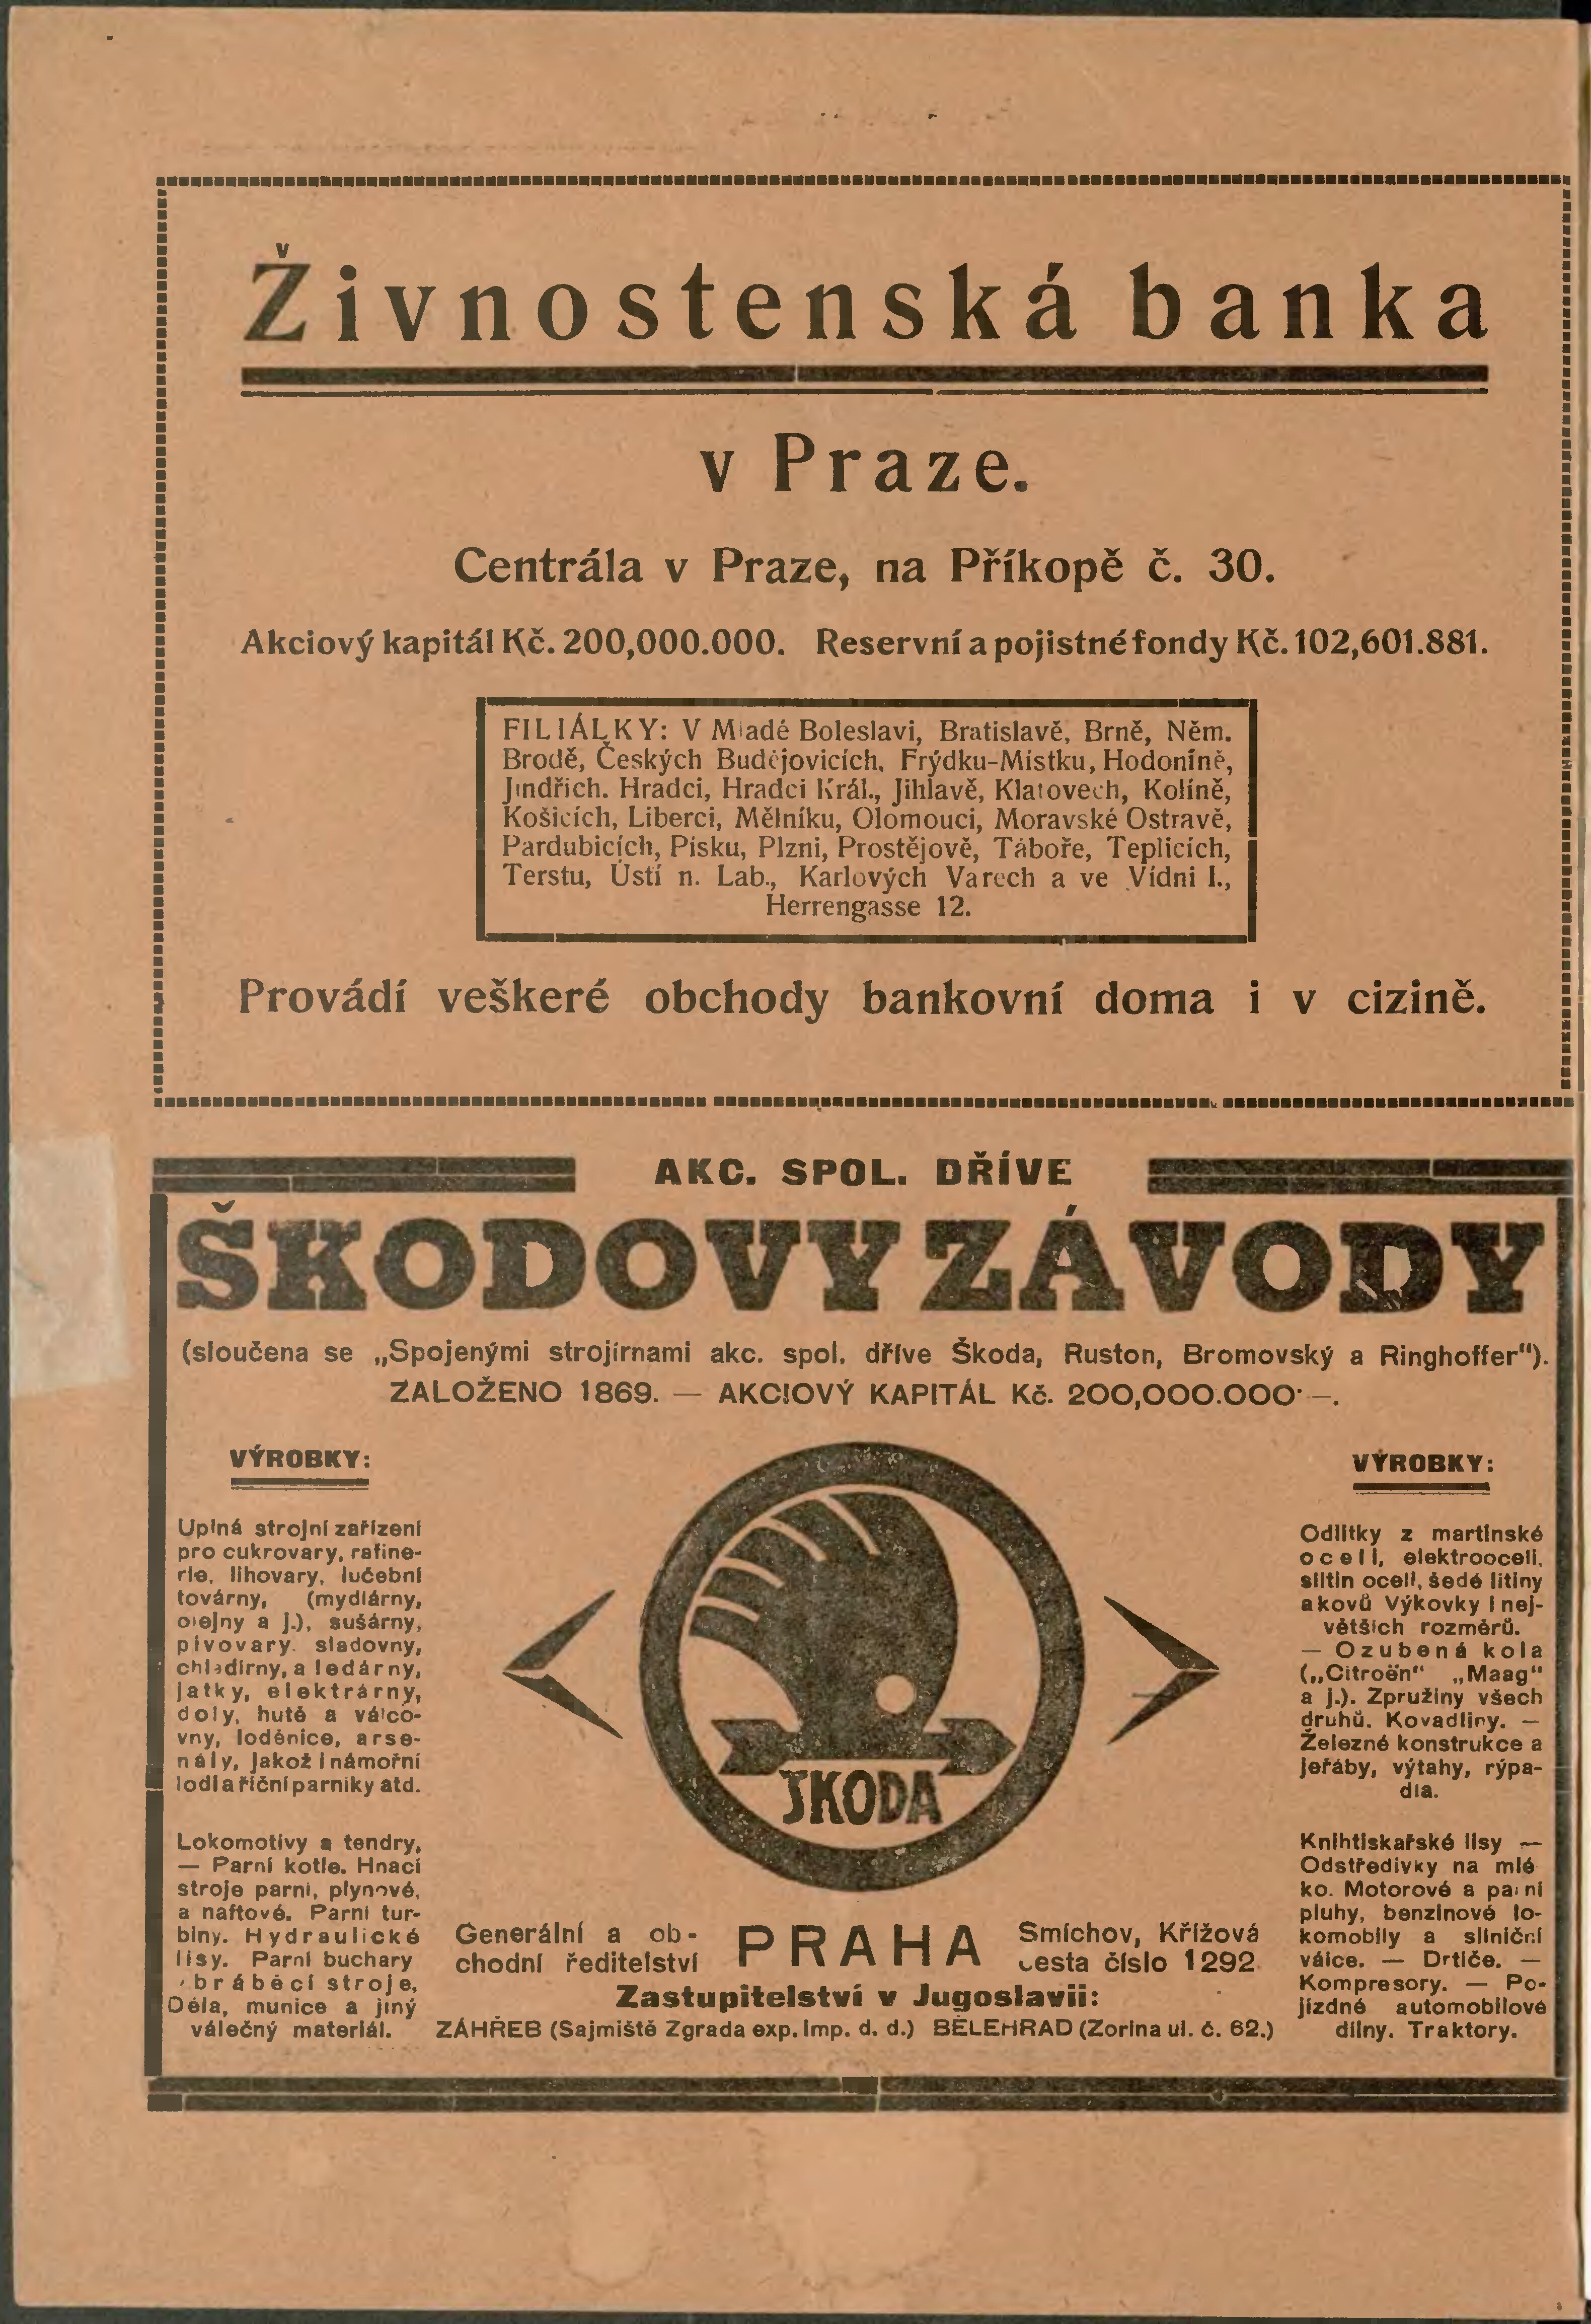 Živnostenská banka
v Praze.
Centrála v Praze, na Příkopě č. 30.
Akciový kapitál Kč. 200,000.000. Reservní a pojistné fondy Kč. 102,601.881.
FILIÁLKY: V Mladé Boleslavi, Bratislavě, Brně, Něm.
Brodě, Českých Budějovicích, Frýdku-Místku, Hodoníně,
Jindřich. Hradci, Hradci Král., Jihlavě, Klatovech, Kolíně,
Košicích, Liberci, Mělníku, Olomouci, Moravské Ostravě,
Pardubicích, Písku, Plzni, Prostějově, Táboře, Teplicích,
Terstu, Ústí n. Lab., Karlových Varech a ve Vídni I.,
Herrengasse 12.
Provádí veškeré obchody bankovní doma i v cizině.
AKC. SPOL. DŘÍVE
ŠKODOVY ZÁVODY
(sloučena se „Spojenými strojírnami akc. spol. dříve Škoda, Ruston, Bromovský a Ringhoffer").
ZALOŽENO 1869. — AKCIOVÝ KAPITÁL Kč. 200,000.000·—.
VÝROBKY:
Uplná strojní zařízení
pro cukrovary, rafine-
rie, lihovary, lučební
továrny, (mydlárny,
olejny a j.), sušárny,
pivovary. sladovny,
chladírny, a ledárny,
jatky, elektrárny,
doly, hutě a válco-
vny, loděnice, arse-
nály, jakož i námořní
lodi a říční parníky atd.
Lokomotivy a tendry,
— Parní kotle. Hnací
stroje parní, plynové,
a naftové. Parní tur-
biny. Hydraulické
lisy. Parní buchary
obráběcí stroje,
Děla, munice a jiný
válečný materiál.
ŠKODA
Generální a ob-
chodní ředitelství
PRAHA
Smíchov, Křížová
cesta číslo 1292
Zastupitelství v Jugoslavii:
ZÁHŘEB (Sajmiště Zgrada exp. imp. d. d.) BĚLEHRAD (Zorina ul. č. 62.)
VÝROBKY:
Odlitky z martinské
oceli, elektrooceli,
slitin oceli, šedé litiny
a kovů Výkovky i nej-
větších rozměrů.
— Ozubená kola
(„Citroën" „Maag"
a j.). Zpružiny všech
druhů. Kovadliny. —
Železné konstrukce a
jeřáby, výtahy, rýpa-
dla.
Knihtiskařské lisy —
Odstředivky na mlé
ko. Motorové a parní
pluhy, benzinové lo-
komobily a silniční
válce. — Drtiče. —
Kompresory. — Po-
jízdné automobilové
dílny. Traktory.